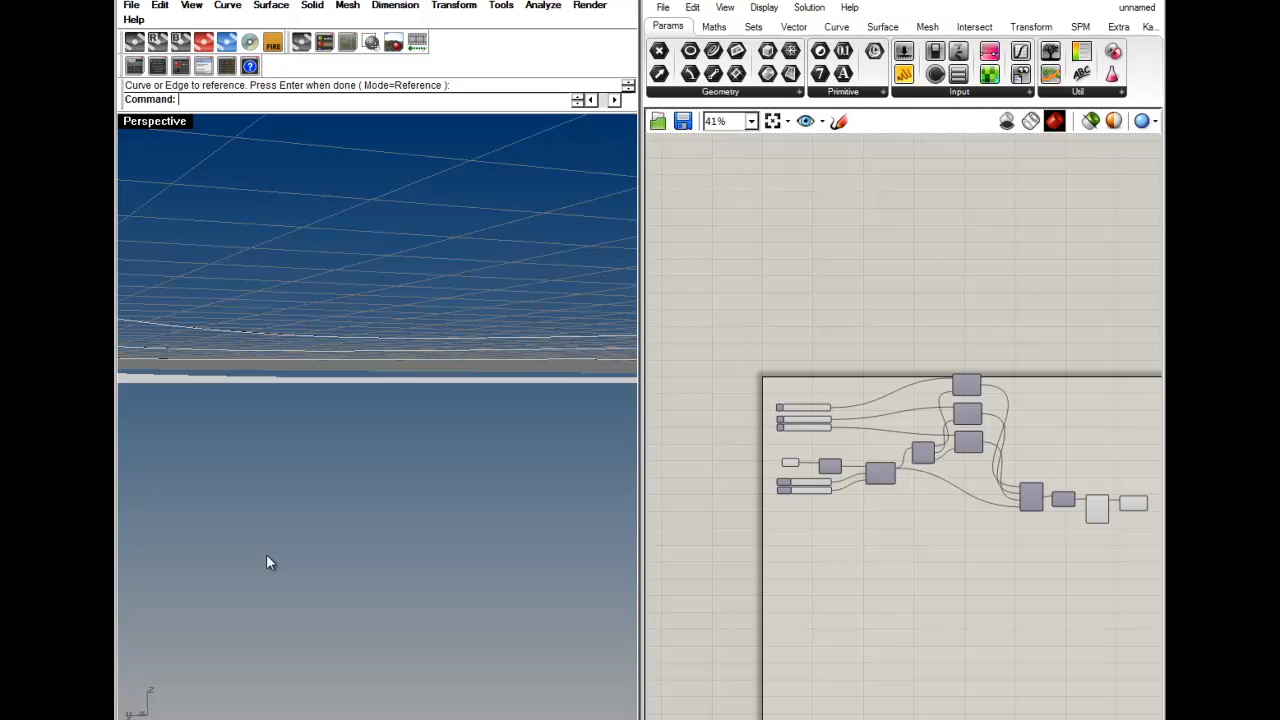 File Edit View Curve Surface Solid Mesh Dimension Transform Tools Analyze Render
Help
FIRE
Curve or Edge to reference. Press Enter when done ( Mode=Reference ):
Command:
Perspective
z
y x
File Edit View Display Solution Help unnamed
Params Maths Sets Vector Curve Surface Mesh Intersect Transform SPM Extra Ka...
Geometry Primitive Input Util
41%